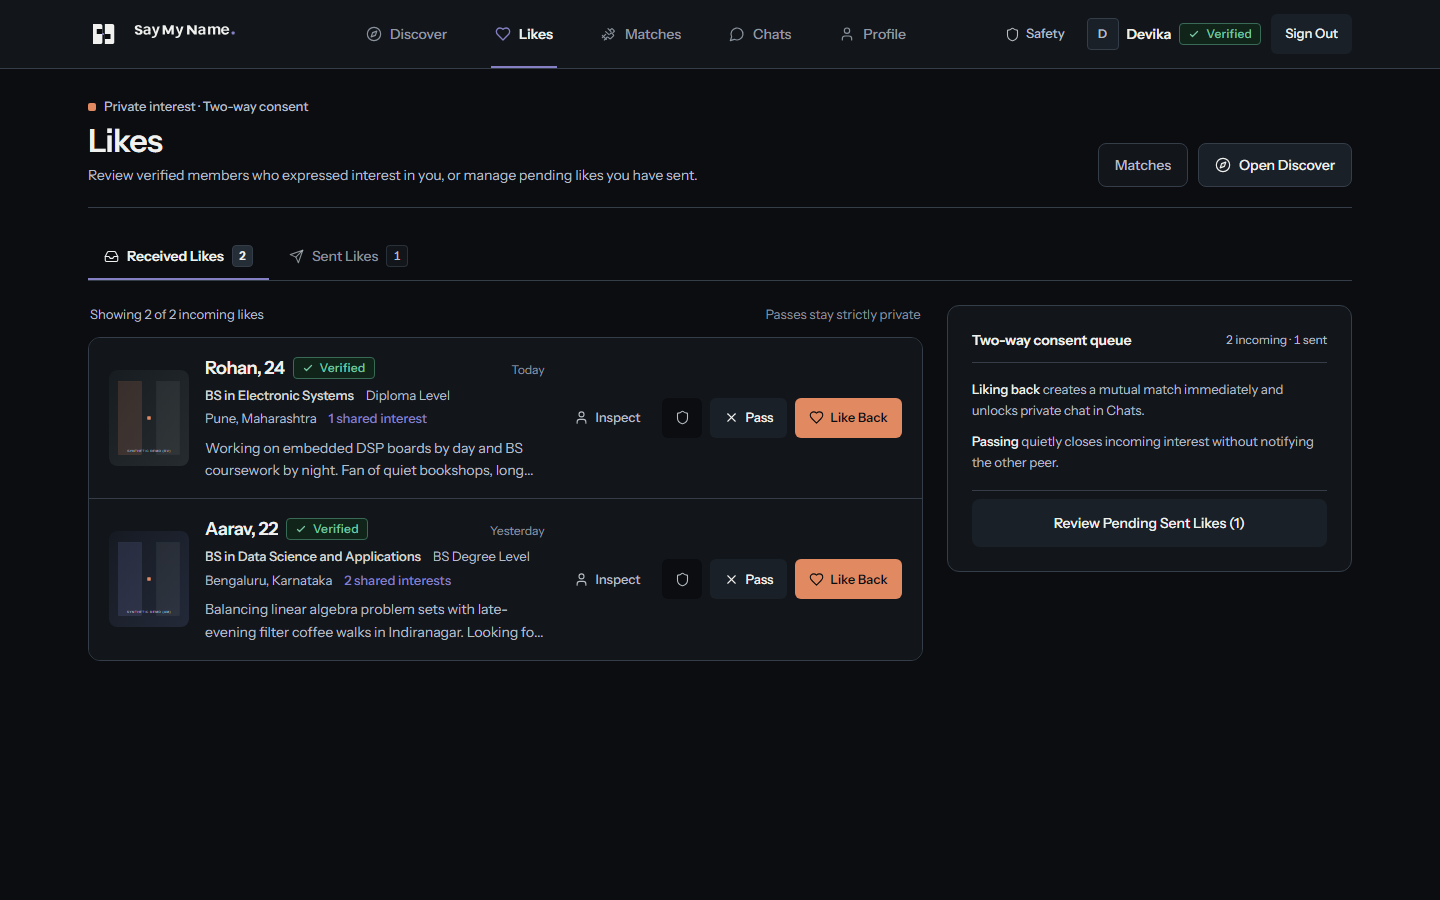 Say My Name.
Discover
Likes
Matches
Chats
Profile
Safety
D
Devika
Verified
Sign Out
Private interest · Two-way consent
Likes
Review verified members who expressed interest in you, or manage pending likes you have sent.
Matches
Open Discover
Received Likes 2
Sent Likes 1
Showing 2 of 2 incoming likes
Passes stay strictly private
Rohan, 24
Verified
Today
BS in Electronic Systems Diploma Level
Pune, Maharashtra 1 shared interest
Working on embedded DSP boards by day and BS
coursework by night. Fan of quiet bookshops, long...
Inspect
Pass
Like Back
Aarav, 22
Verified
Yesterday
BS in Data Science and Applications BS Degree Level
Bengaluru, Karnataka 2 shared interests
Balancing linear algebra problem sets with late-
evening filter coffee walks in Indiranagar. Looking fo...
Inspect
Pass
Like Back
Two-way consent queue
2 incoming · 1 sent
Liking back creates a mutual match immediately and
unlocks private chat in Chats.
Passing quietly closes incoming interest without notifying
the other peer.
Review Pending Sent Likes (1)